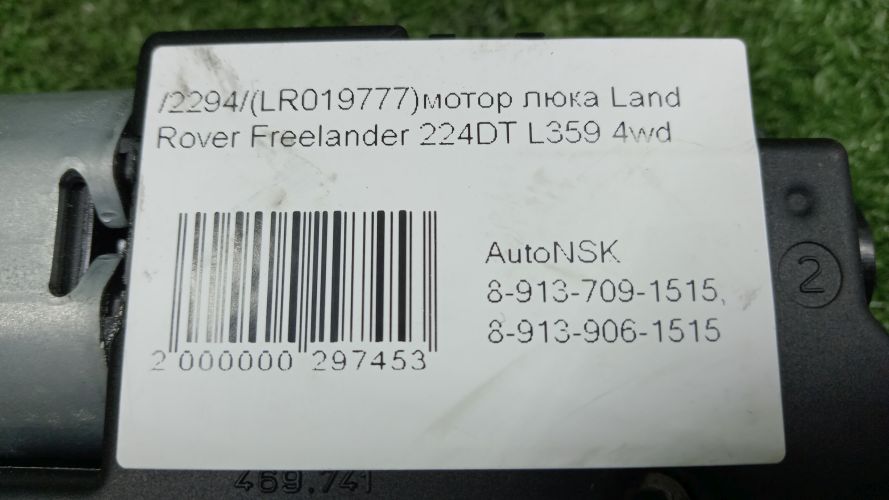 /2294/(LR019777)мотор люка Land
Rover Freelander 224DT L359 4wd
AutoNSK
8-913-709-1515,
8-913-906-1515
2 000000 297453
2
469.741